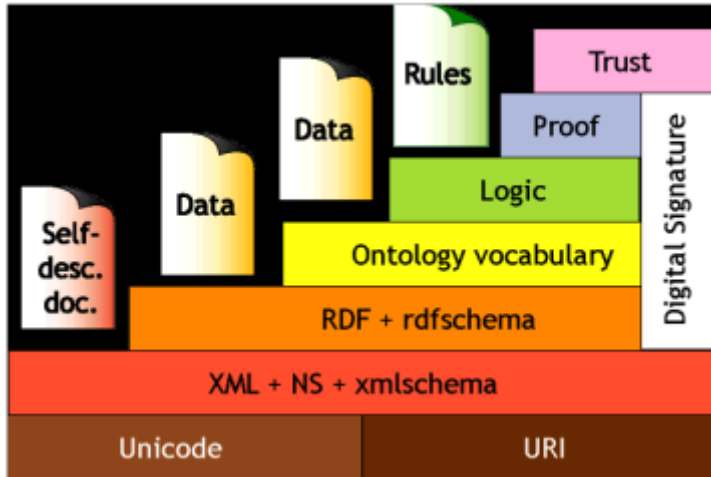 Rules
Trust
Data
Proof
Data
Logic
Self-
desc.
doc.
Ontology vocabulary
Digital Signature
RDF + rdfschema
XML + NS + xmlschema
Unicode
URI